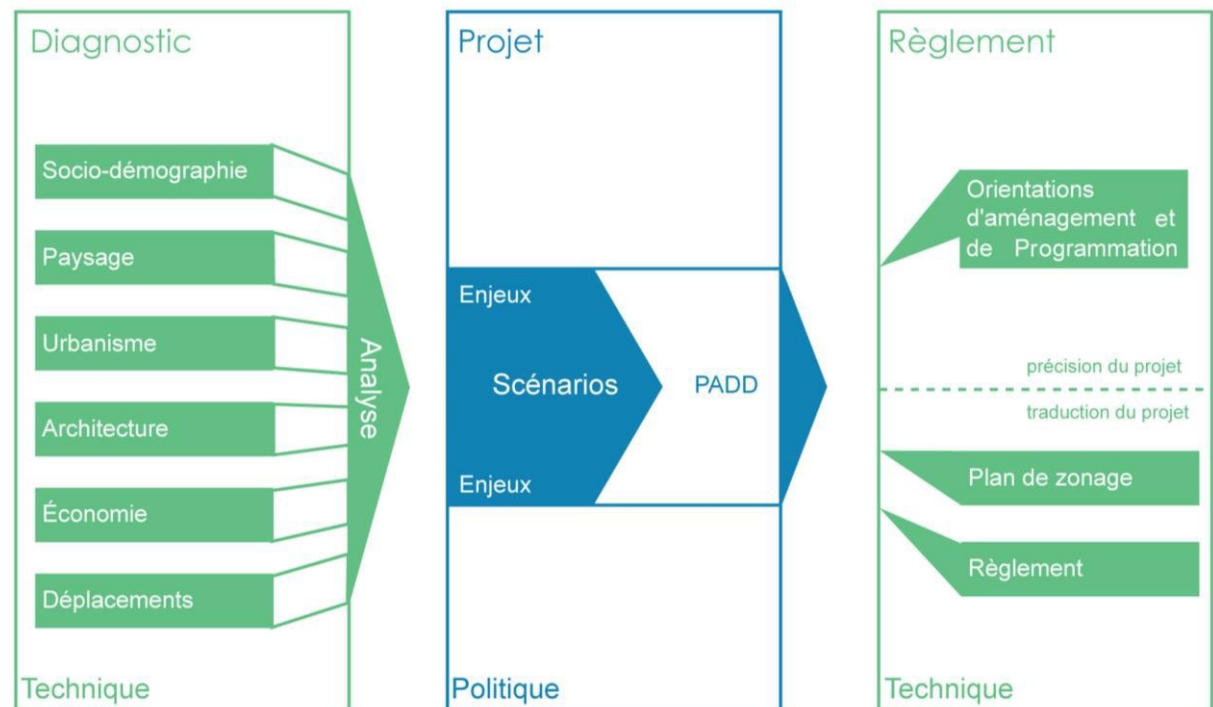 Diagnostic
Socio-démographie
Paysage
Urbanisme
Architecture
Économie
Déplacements
Analyse
Technique
Projet
Enjeux
Scénarios
PADD
Enjeux
Politique
Règlement
Orientations
d'aménagement et
de Programmation
précision du projet
traduction du projet
Plan de zonage
Règlement
Technique